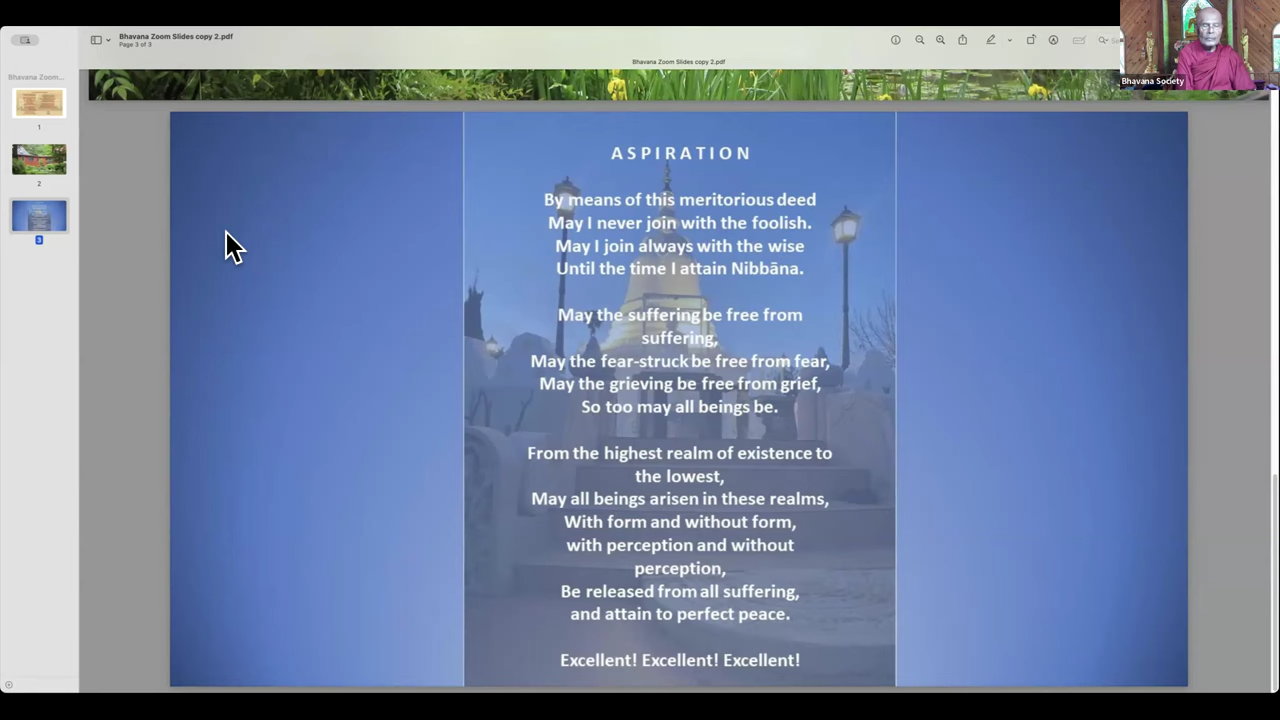 Bhavana Zoom Slides copy 2.pdf
Page 3 of 3
Bhavana Zoom Slides copy 2.pdf
Bhavana Society
Bhavana Zoom...
1
2
3
ASPIRATION
By means of this meritorious deed
May I never join with the foolish.
May I join always with the wise
Until the time I attain Nibbāna.
May the suffering be free from
suffering,
May the fear-struck be free from fear,
May the grieving be free from grief,
So too may all beings be.
From the highest realm of existence to
the lowest,
May all beings arisen in these realms,
With form and without form,
with perception and without
perception,
Be released from all suffering,
and attain to perfect peace.
Excellent! Excellent! Excellent!